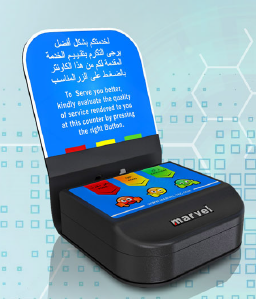 لخدمتكم بشكل أفضل
يرجى التكرم بتقييم الخدمة
المقدمة لكم من هذا الكاونتر
بالضغط على الزر المناسب
To Serve you better,
kindly evaluate the quality
of service rendered to you
at this counter by pressing
the right Button.
marvel